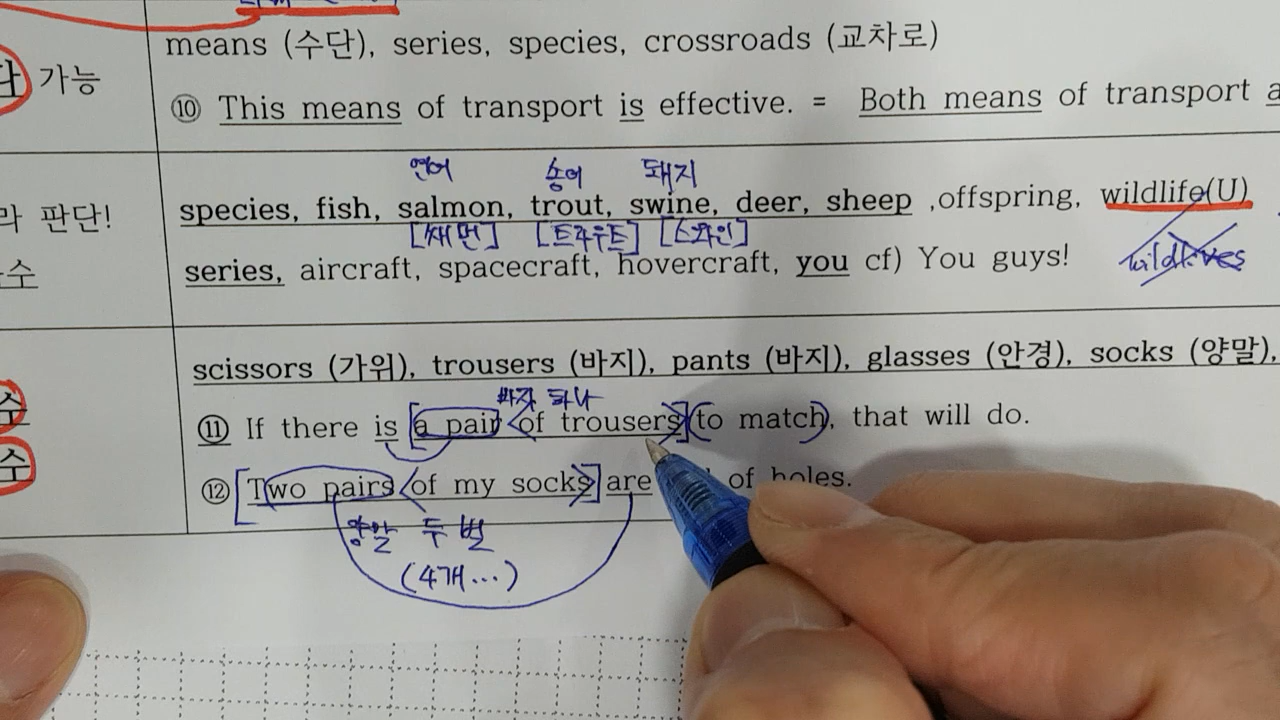 가능
means (수단), series, species, crossroads (교차로)
⑩ This means of transport is effective. = Both means of transport
연어 숭어 돼지
판단!
species, fish, salmon, trout, swine, deer, sheep ,offspring, wildlife(U)
[쌔먼] [트라우트] [스와인]
수
series, aircraft, spacecraft, hovercraft, you cf) You guys!
wildlives
scissors (가위), trousers (바지), pants (바지), glasses (안경), socks (양말),
바지 하나
수
⑪ If there is [a pair <of trousers>] (to match), that will do.
수
⑫ [Two pairs <of my socks>] are of holes.
양말 두 벌
(4개...)